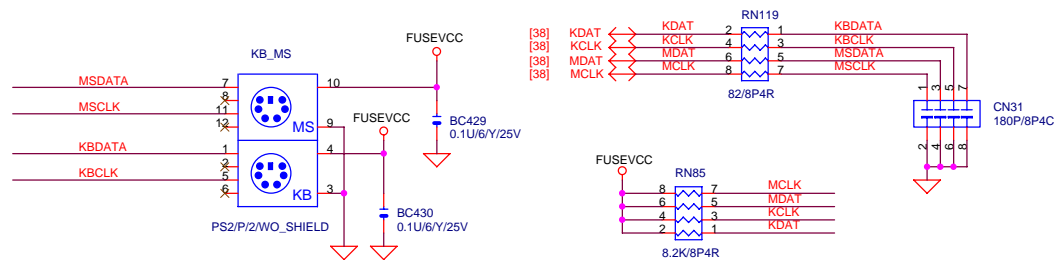 KB_MS
FUSEVCC
MSDATA 7 10
8
MSCLK 11
12 MS 9
FUSEVCC
BC429
0.1U/6/Y/25V
KBDATA 1 4
2
KBCLK 5
6 KB 3
PS2/P/2/WO_SHIELD
BC430
0.1U/6/Y/25V
RN119
[38] KDAT KDAT 2 1 KBDATA
[38] KCLK KCLK 4 3 KBCLK
[38] MDAT MDAT 6 5 MSDATA
[38] MCLK MCLK 8 7 MSCLK
82/8P4R
1 3 5 7
CN31
180P/8P4C
2 4 6 8
FUSEVCC
RN85
8 7 MCLK
6 5 MDAT
4 3 KCLK
2 1 KDAT
8.2K/8P4R